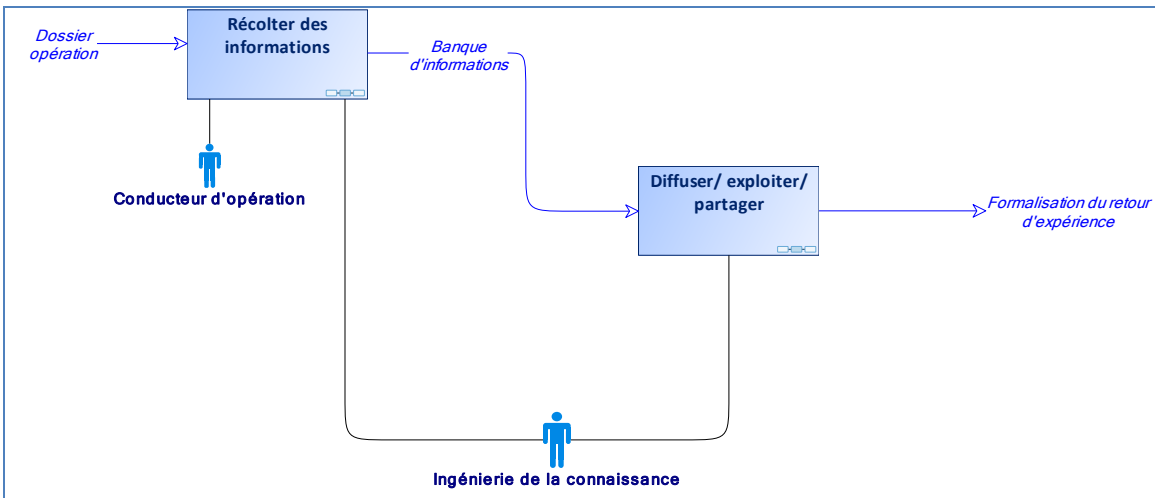 Dossier
opération
Récolter des
informations
Banque
d'informations
Conducteur d'opération
Diffuser/ exploiter/
partager
Formalisation du retour
d'expérience
Ingénierie de la connaissance